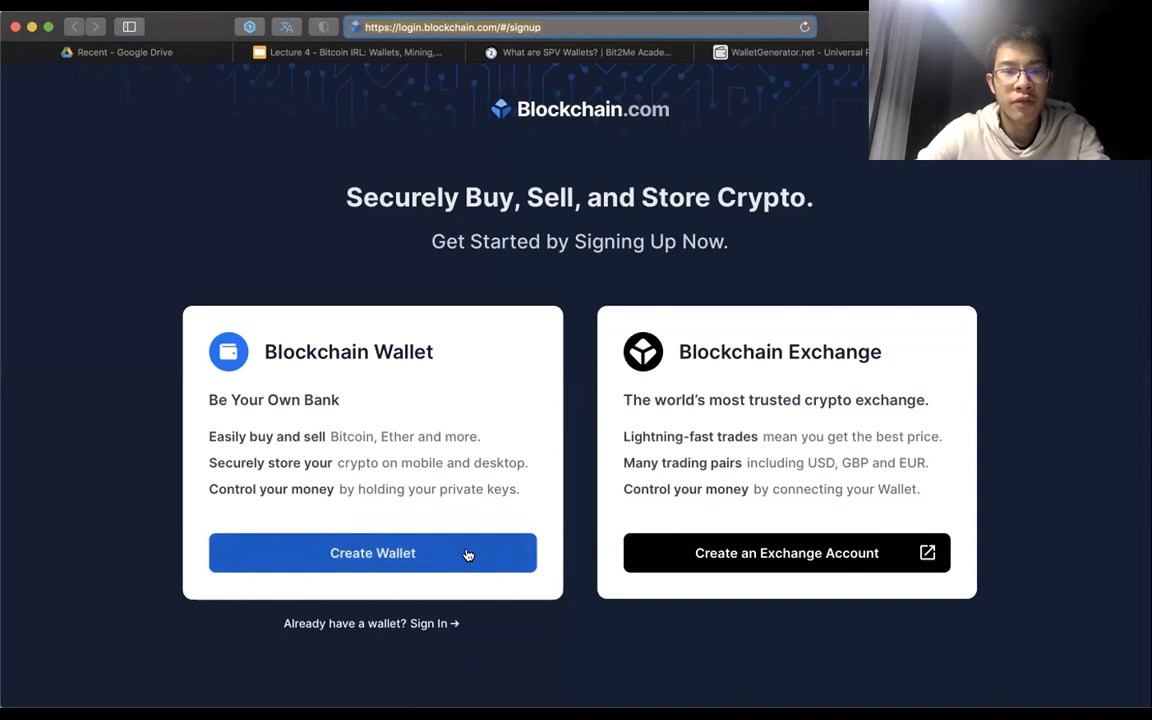 https://login.blockchain.com/#/signup
Recent - Google Drive
Lecture 4 - Bitcoin IRL: Wallets, Mining,...
What are SPV Wallets? | Bit2Me Acade...
WalletGenerator.net - Universal P
Blockchain.com
Securely Buy, Sell, and Store Crypto.
Get Started by Signing Up Now.
Blockchain Wallet
Be Your Own Bank
Easily buy and sell Bitcoin, Ether and more.
Securely store your crypto on mobile and desktop.
Control your money by holding your private keys.
Create Wallet
Already have a wallet? Sign In →
Blockchain Exchange
The world's most trusted crypto exchange.
Lightning-fast trades mean you get the best price.
Many trading pairs including USD, GBP and EUR.
Control your money by connecting your Wallet.
Create an Exchange Account